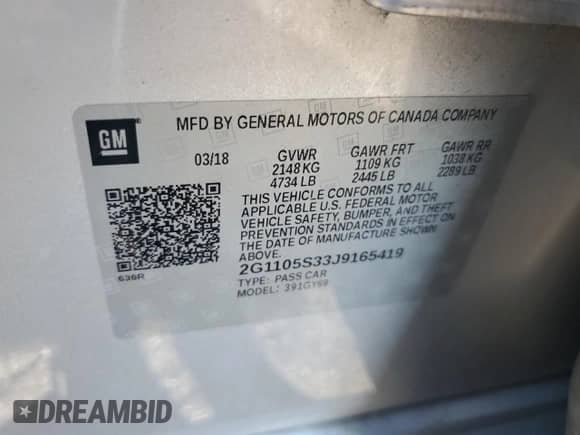 GM
MFD BY GENERAL MOTORS OF CANADA COMPANY
03/18 GVWR GAWR FRT GAWR RR
2148 KG 1109 KG 1038 KG
4734 LB 2445 LB 2289 LB
THIS VEHICLE CONFORMS TO ALL
APPLICABLE U.S. FEDERAL MOTOR
VEHICLE SAFETY, BUMPER, AND THEFT
PREVENTION STANDARDS IN EFFECT ON
THE DATE OF MANUFACTURE SHOWN
ABOVE.
2G1105S33J9165419
TYPE: PASS CAR
MODEL: 391GY69
636R
DREAMBID